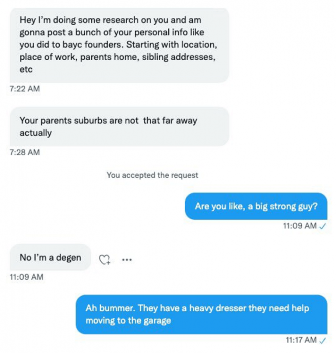 Hey I'm doing some research on you and am
gonna post a bunch of your personal info like
you did to bayc founders. Starting with location,
place of work, parents home, sibling addresses,
etc
7:22 AM
Your parents suburbs are not that far away
actually
7:28 AM
You accepted the request
Are you like, a big strong guy?
11:09 AM
No I'm a degen
11:09 AM
Ah bummer. They have a heavy dresser they need help
moving to the garage
11:17 AM